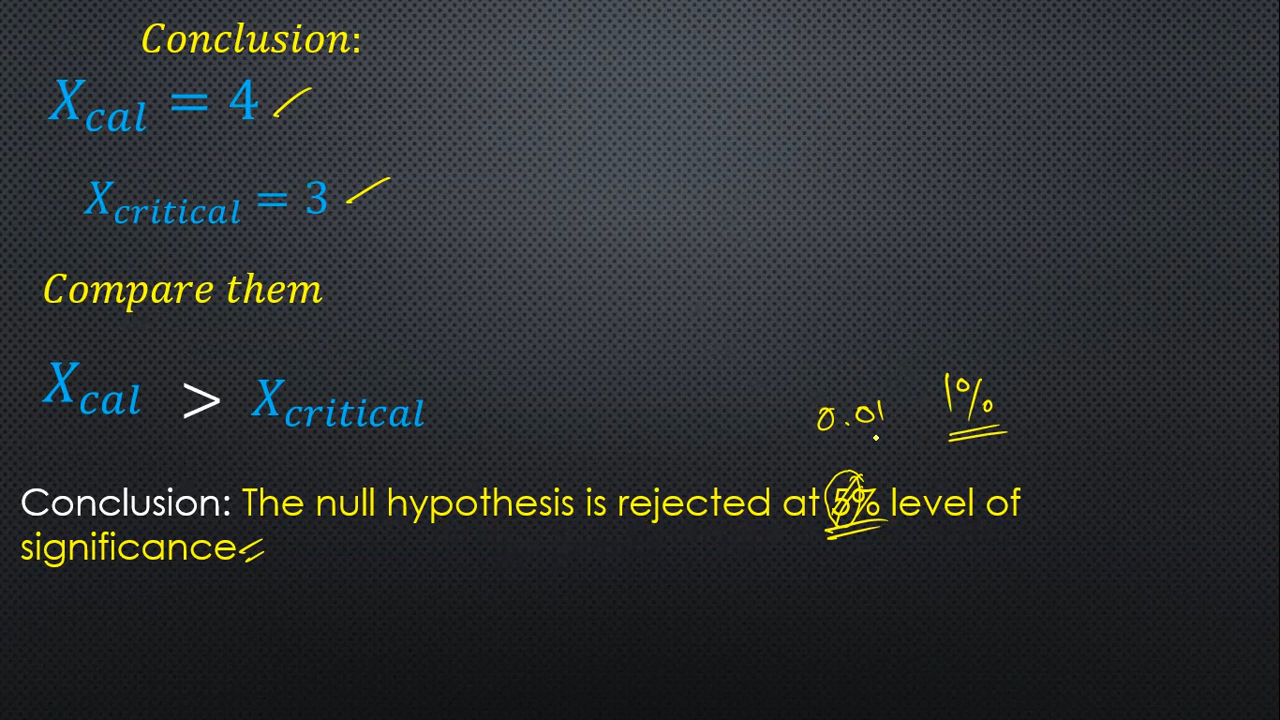 Conclusion:
X_cal = 4
X_critical = 3
Compare them
X_cal > X_critical
0.01 1%
Conclusion: The null hypothesis is rejected at 5% level of
significance